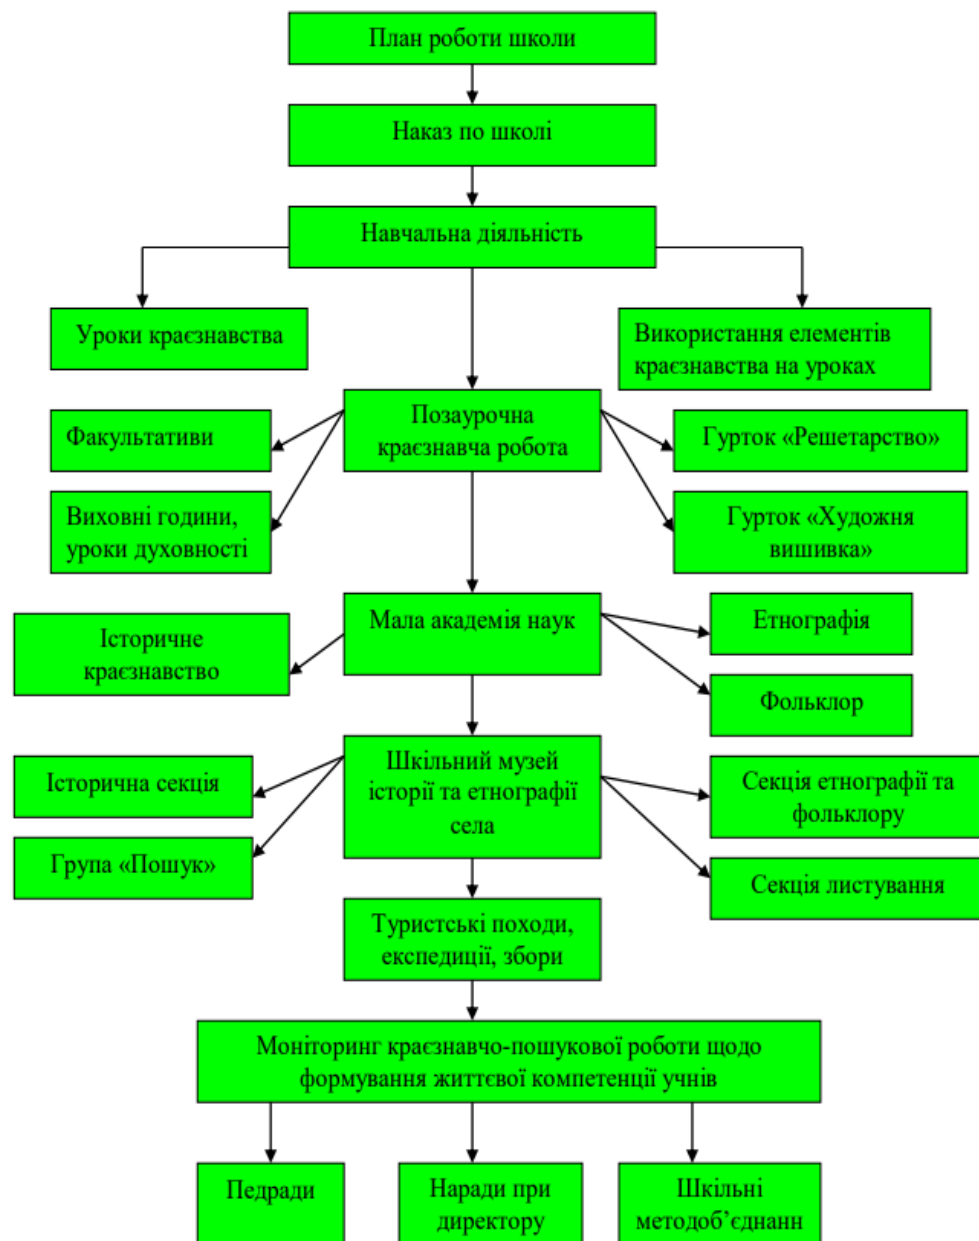 План роботи школи
Наказ по школі
Навчальна діяльність
Уроки краєзнавства
Використання елементів
краєзнавства на уроках
Позаурочна
краєзнавча робота
Факультативи
Гурток «Решетарство»
Виховні години,
уроки духовності
Гурток «Художня
вишивка»
Мала академія наук
Етнографія
Історичне
краєзнавство
Фольклор
Шкільний музей
історії та етнографії
села
Історична секція
Секція етнографії та
фольклору
Група «Пошук»
Секція листування
Туристські походи,
експедиції, збори
Моніторинг краєзнавчо-пошукової роботи щодо
формування життєвої компетенції учнів
Педради
Наради при
директору
Шкільні
методоб’єднанн